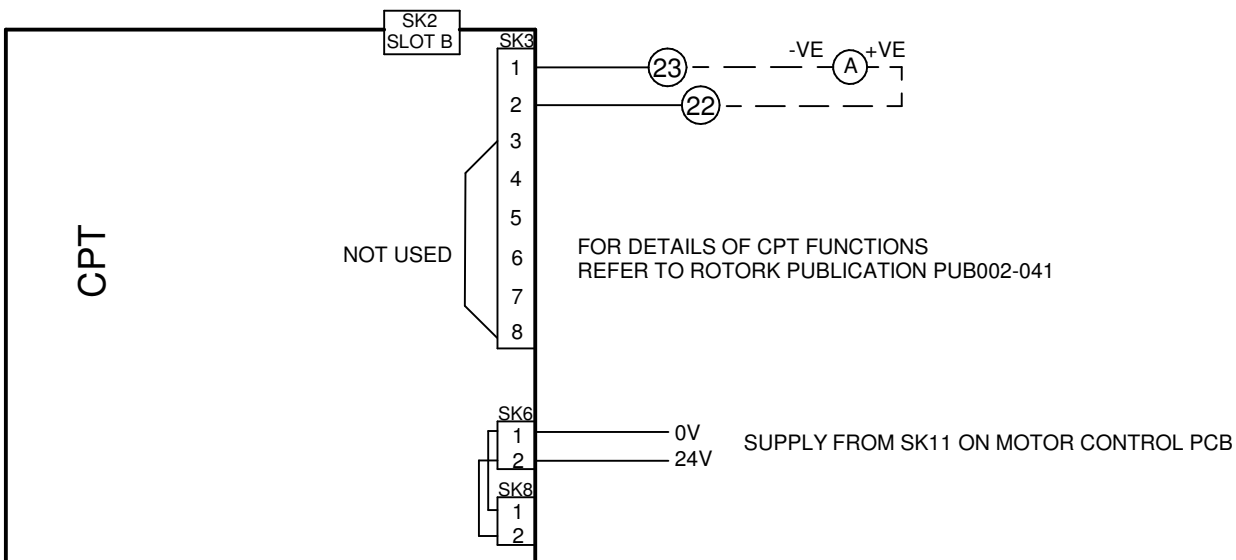 SK2
SLOT B
SK3
1
23
-VE
A
+VE
2
22
3
4
5
6
7
8
NOT USED
CPT
FOR DETAILS OF CPT FUNCTIONS
REFER TO ROTORK PUBLICATION PUB002-041
SK6
1
0V
2
24V
SUPPLY FROM SK11 ON MOTOR CONTROL PCB
SK8
1
2